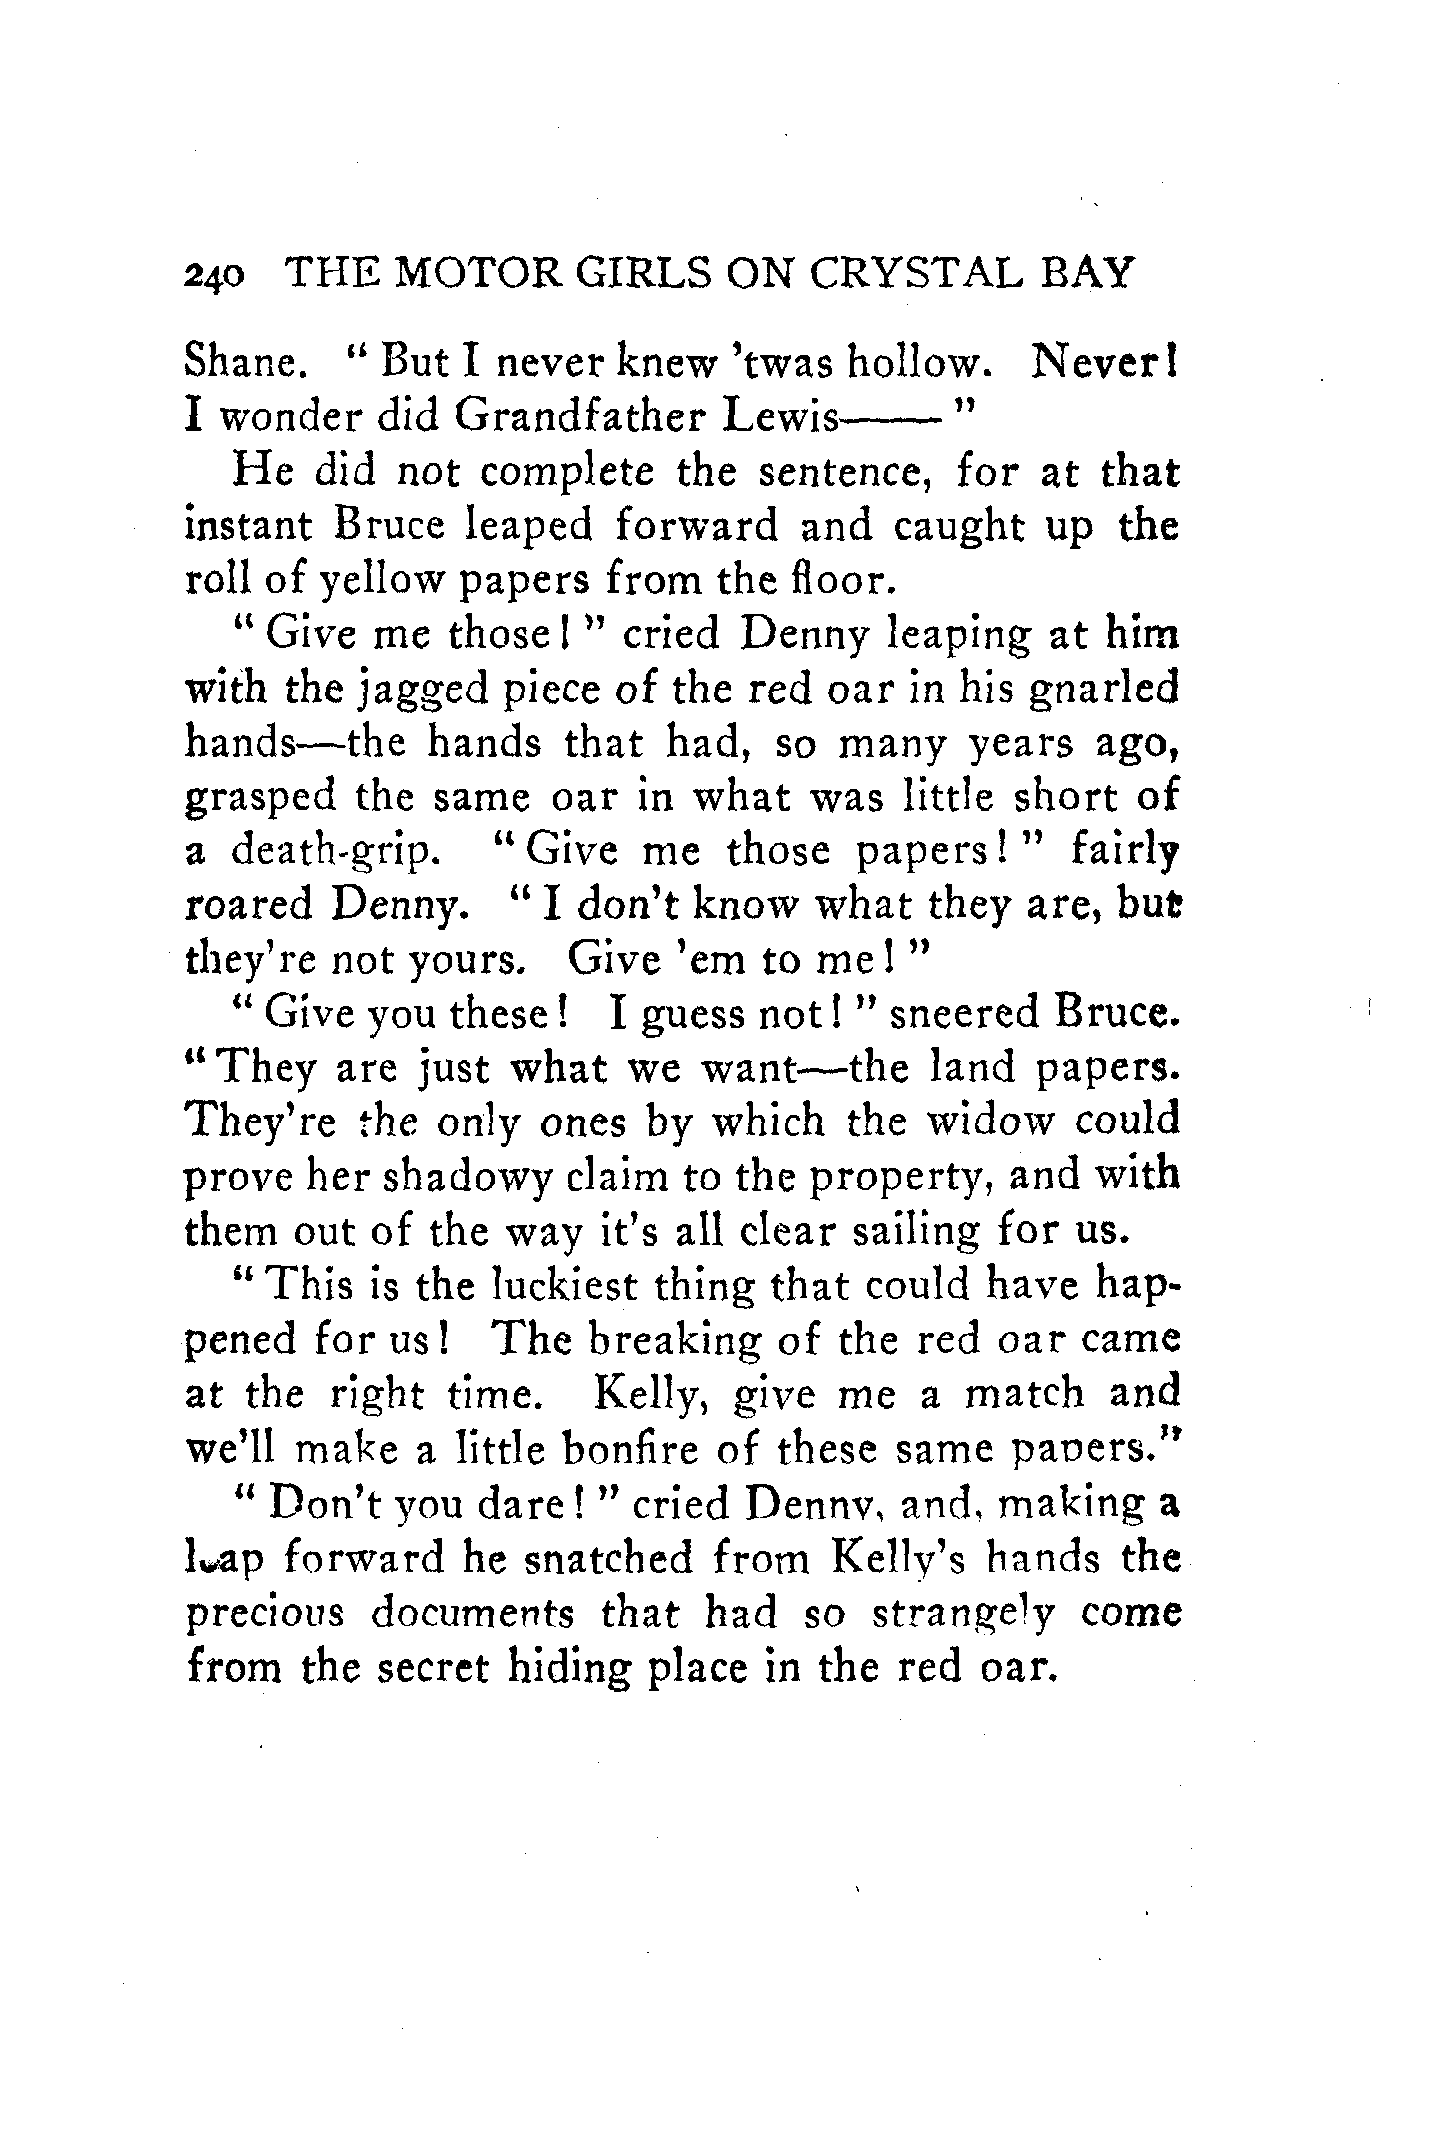 240 THE MOTOR GIRLS ON CRYSTAL BAY
Shane. “ But I never knew ’twas hollow. Never!
I wonder did Grandfather Lewis—— ”
He did not complete the sentence, for at that
instant Bruce leaped forward and caught up the
roll of yellow papers from the floor.
“ Give me those! ” cried Denny leaping at him
with the jagged piece of the red oar in his gnarled
hands—the hands that had, so many years ago,
grasped the same oar in what was little short of
a death-grip. “ Give me those papers! ” fairly
roared Denny. “ I don’t know what they are, but
they’re not yours. Give ’em to me! ”
“ Give you these! I guess not! ” sneered Bruce.
“ They are just what we want—the land papers.
They’re the only ones by which the widow could
prove her shadowy claim to the property, and with
them out of the way it’s all clear sailing for us.
“ This is the luckiest thing that could have hap-
pened for us! The breaking of the red oar came
at the right time. Kelly, give me a match and
we’ll make a little bonfire of these same papers.”
“ Don’t you dare! ” cried Denny, and, making a
leap forward he snatched from Kelly’s hands the
precious documents that had so strangely come
from the secret hiding place in the red oar.